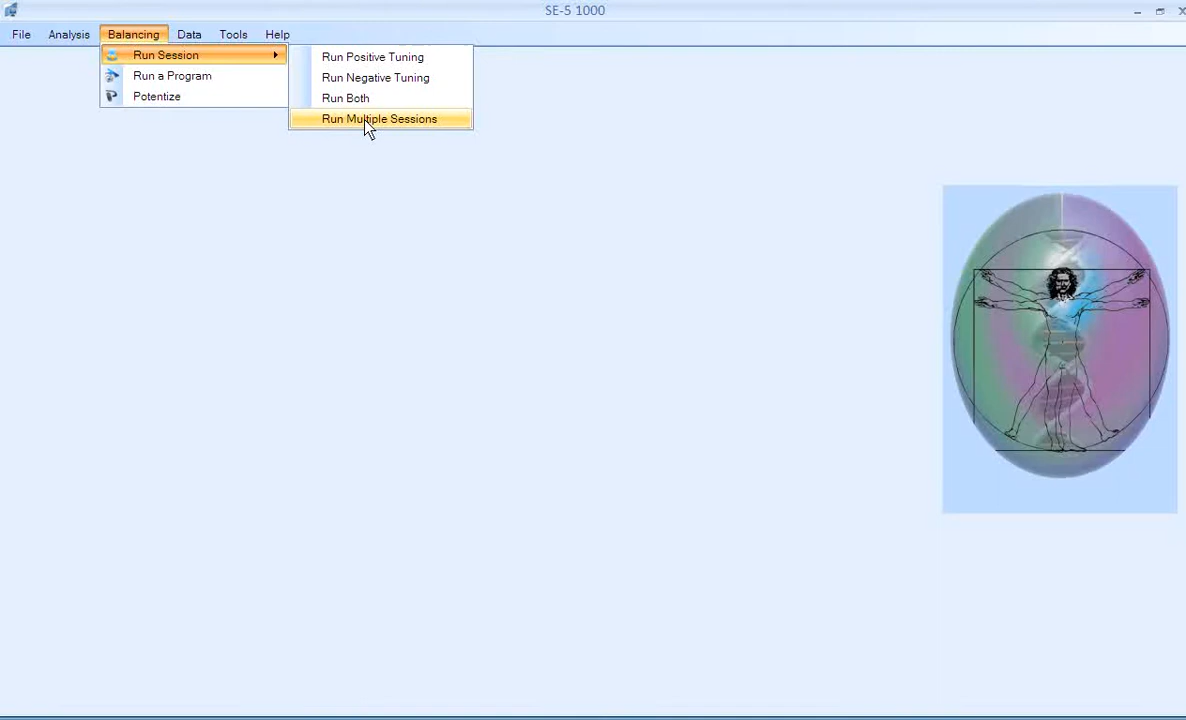 SE-5 1000
File Analysis Balancing Data Tools Help
Run Session
Run a Program
Potentize
Run Positive Tuning
Run Negative Tuning
Run Both
Run Multiple Sessions